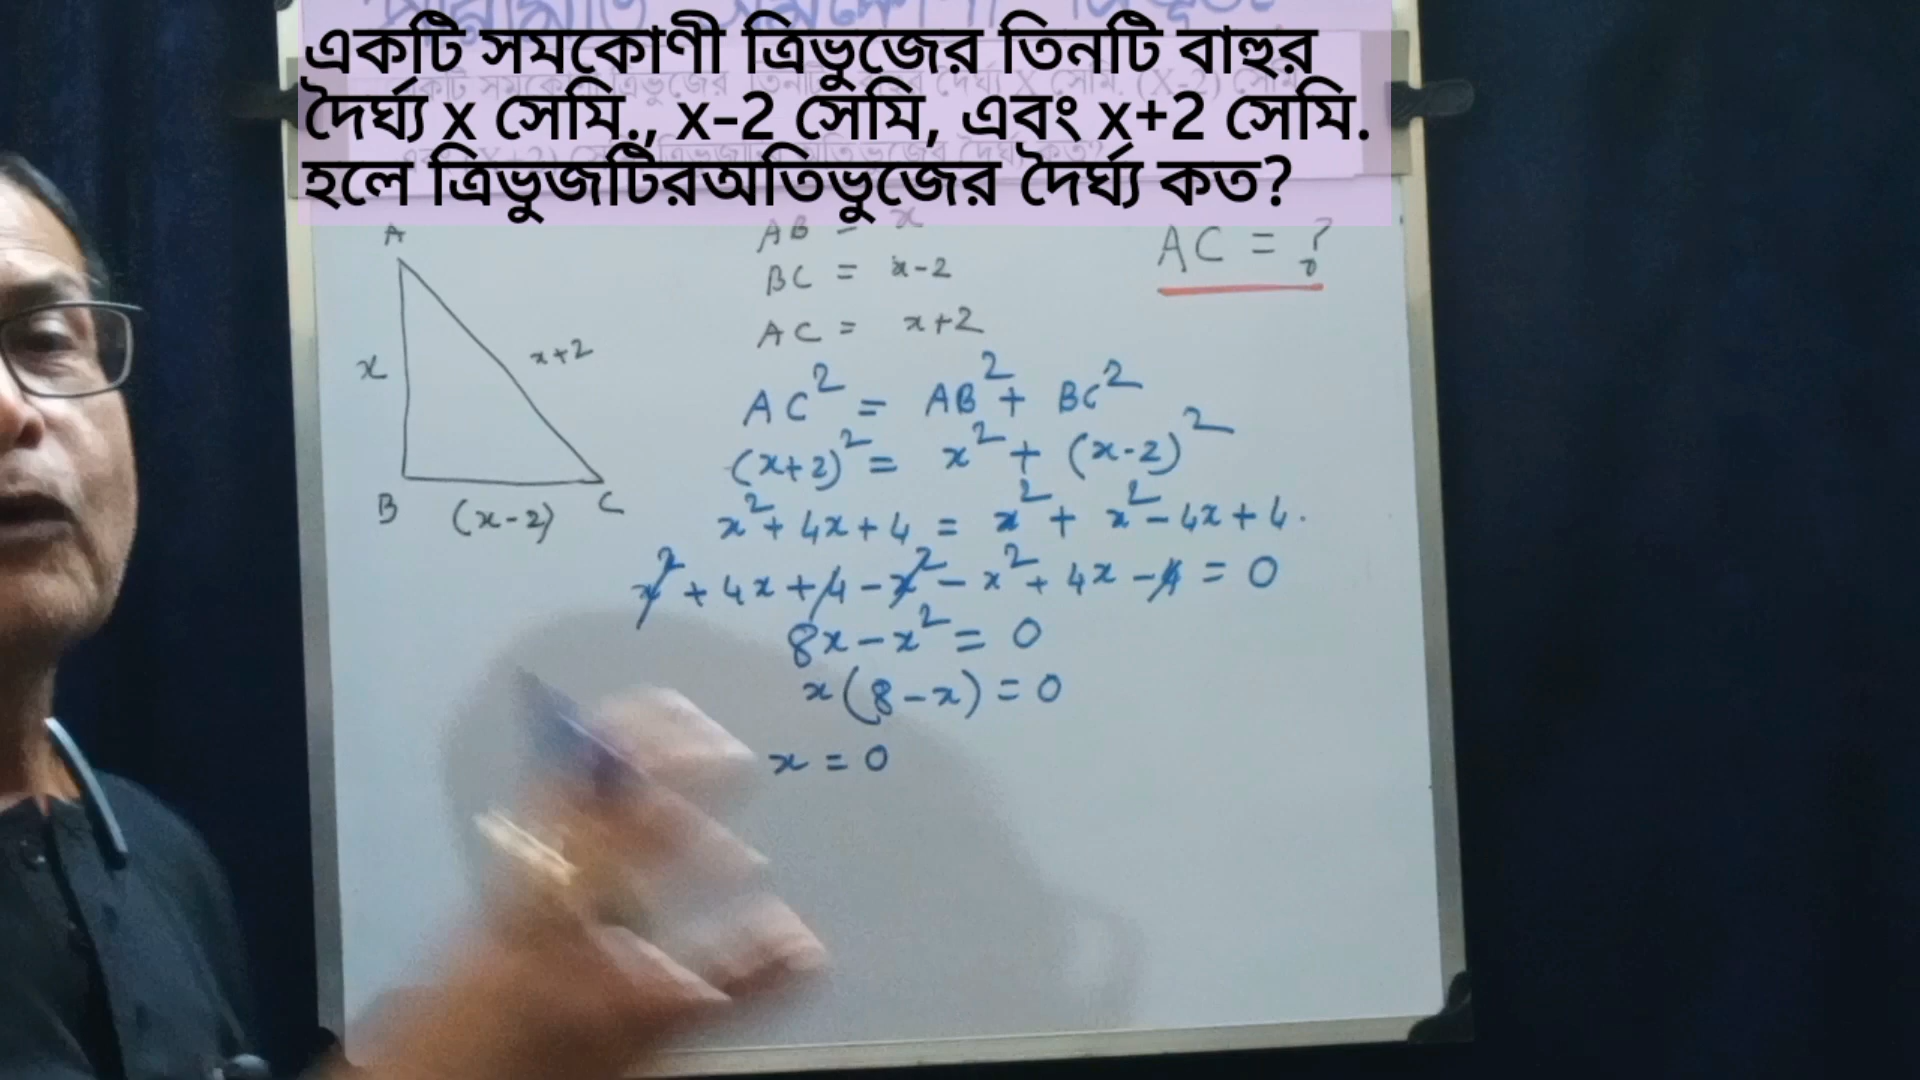 একটি সমকোণী ত্রিভুজের তিনটি বাহুর
দৈর্ঘ্য x সেমি., x-2 সেমি, এবং x+2 সেমি.
হলে ত্রিভুজটিরঅতিভুজের দৈর্ঘ্য কত?
A
x
x+2
B
(x-2)
C
AB = x
BC = x-2
AC = x+2
AC = ?
AC² = AB² + BC²
(x+2)² = x² + (x-2)²
x² + 4x + 4 = x² + x² - 4x + 4.
x² + 4x + 4 - x² - x² + 4x - 4 = 0
8x - x² = 0
x(8-x) = 0
x = 0